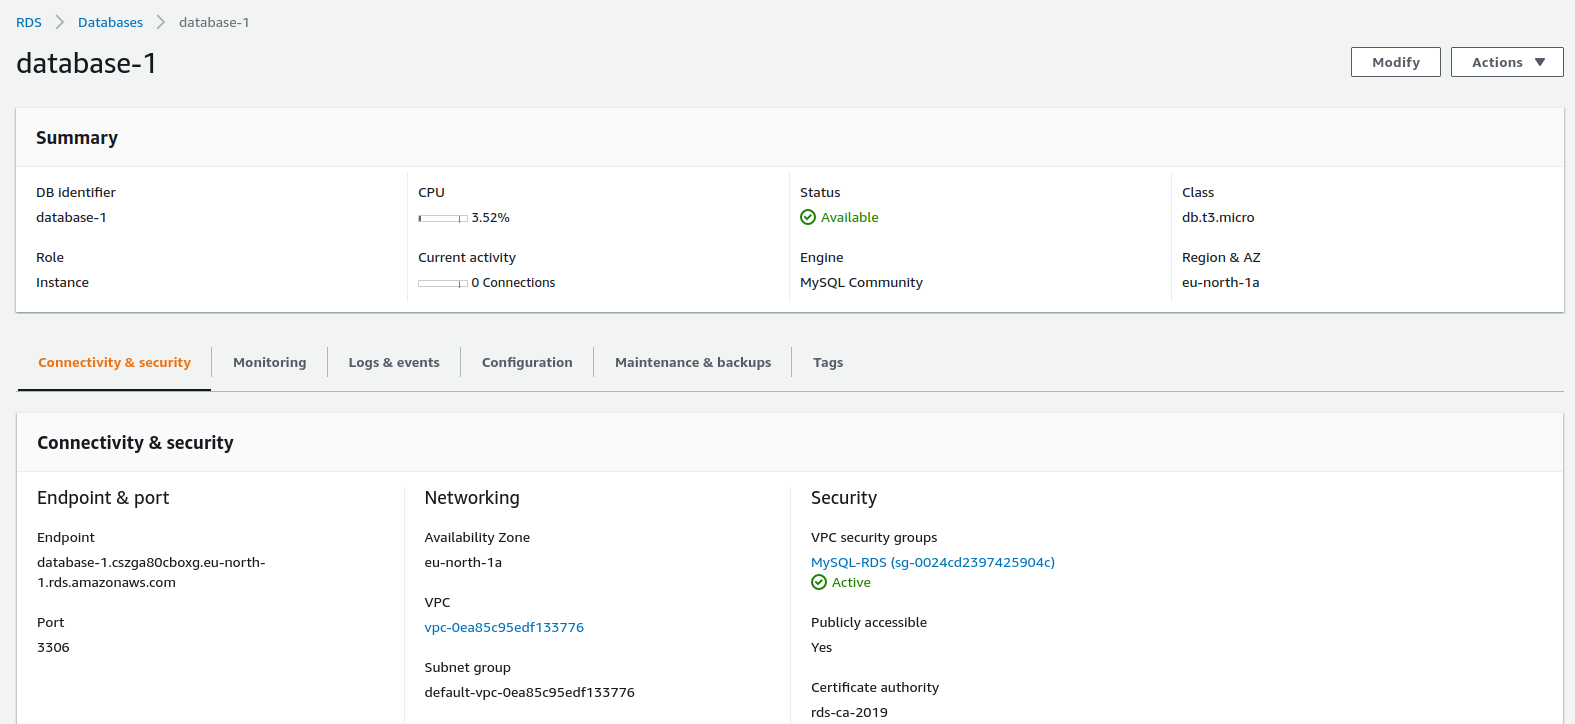 RDS > Databases > database-1
database-1
Modify
Actions ▼
Summary
DB identifier
database-1
Role
Instance
CPU
3.52%
Current activity
0 Connections
Status
Available
Engine
MySQL Community
Class
db.t3.micro
Region & AZ
eu-north-1a
Connectivity & security
Monitoring
Logs & events
Configuration
Maintenance & backups
Tags
Connectivity & security
Endpoint & port
Endpoint
database-1.cszga80cboxg.eu-north-
1.rds.amazonaws.com
Port
3306
Networking
Availability Zone
eu-north-1a
VPC
vpc-0ea85c95edf133776
Subnet group
default-vpc-0ea85c95edf133776
Security
VPC security groups
MySQL-RDS (sg-0024cd2397425904c)
Active
Publicly accessible
Yes
Certificate authority
rds-ca-2019